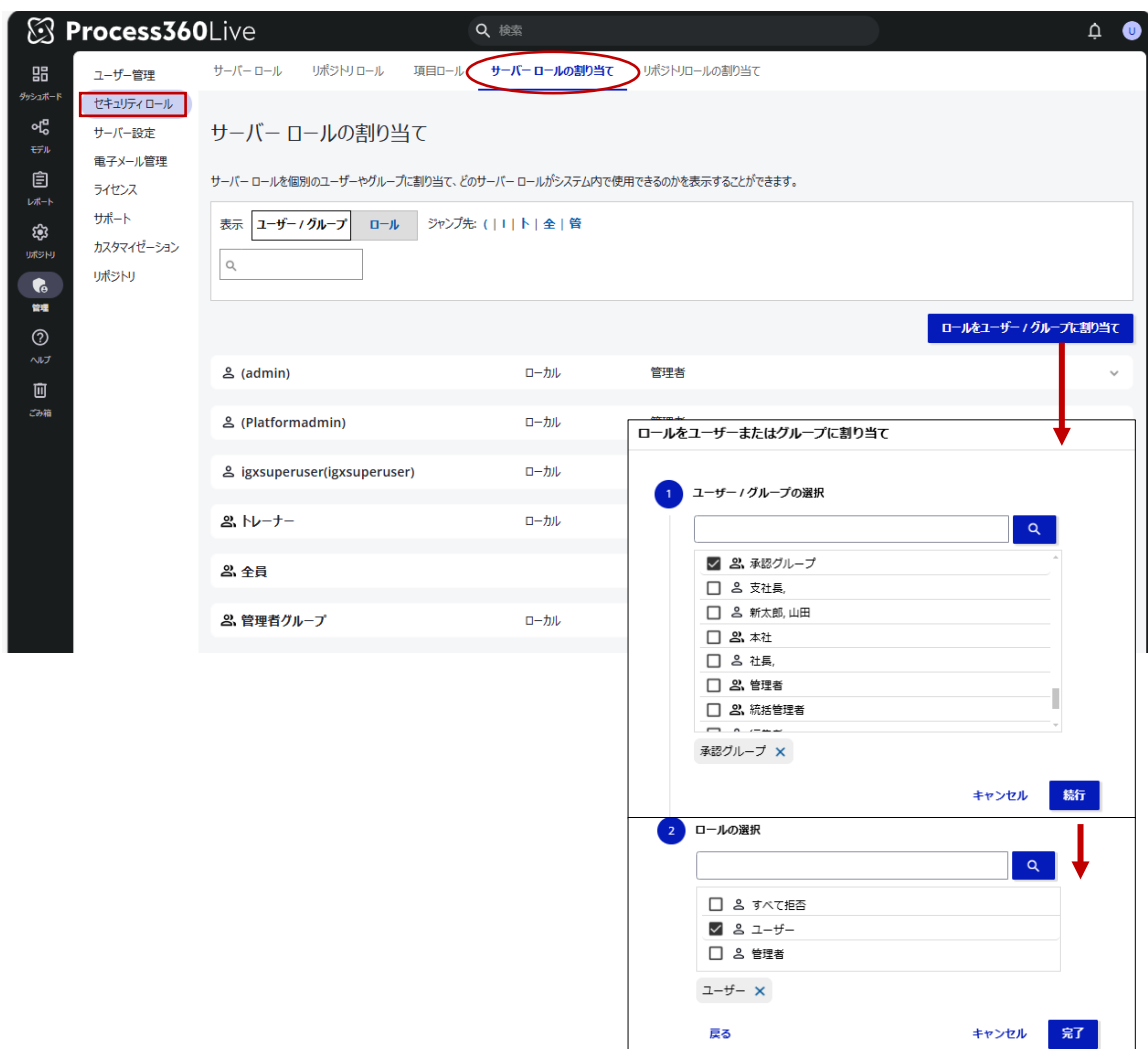 Process360Live
検索
U
ダッシュボード
モデル
レポート
リポジトリ
管理
ヘルプ
ごみ箱
ユーザー管理
セキュリティ ロール
サーバー設定
電子メール管理
ライセンス
サポート
カスタマイゼーション
リポジトリ
サーバー ロール リポジトリ ロール 項目ロール サーバー ロールの割り当て リポジトリロールの割り当て
サーバー ロールの割り当て
サーバー ロールを個別のユーザーやグループに割り当て、どのサーバー ロールがシステム内で使用できるのかを表示することができます。
表示 ユーザー / グループ ロール ジャンプ先: ( | I | ト | 全 | 管
ロールをユーザー / グループに割り当て
(admin) ローカル 管理者
(Platformadmin) ローカル
igxsuperuser(igxsuperuser) ローカル
トレーナー ローカル
全員
管理者グループ ローカル
ロールをユーザーまたはグループに割り当て
1 ユーザー / グループの選択
承認グループ
支社長,
新太郎, 山田
本社
社長,
管理者
統括管理者
承認グループ ×
キャンセル 続行
2 ロールの選択
すべて拒否
ユーザー
管理者
ユーザー ×
戻る キャンセル 完了